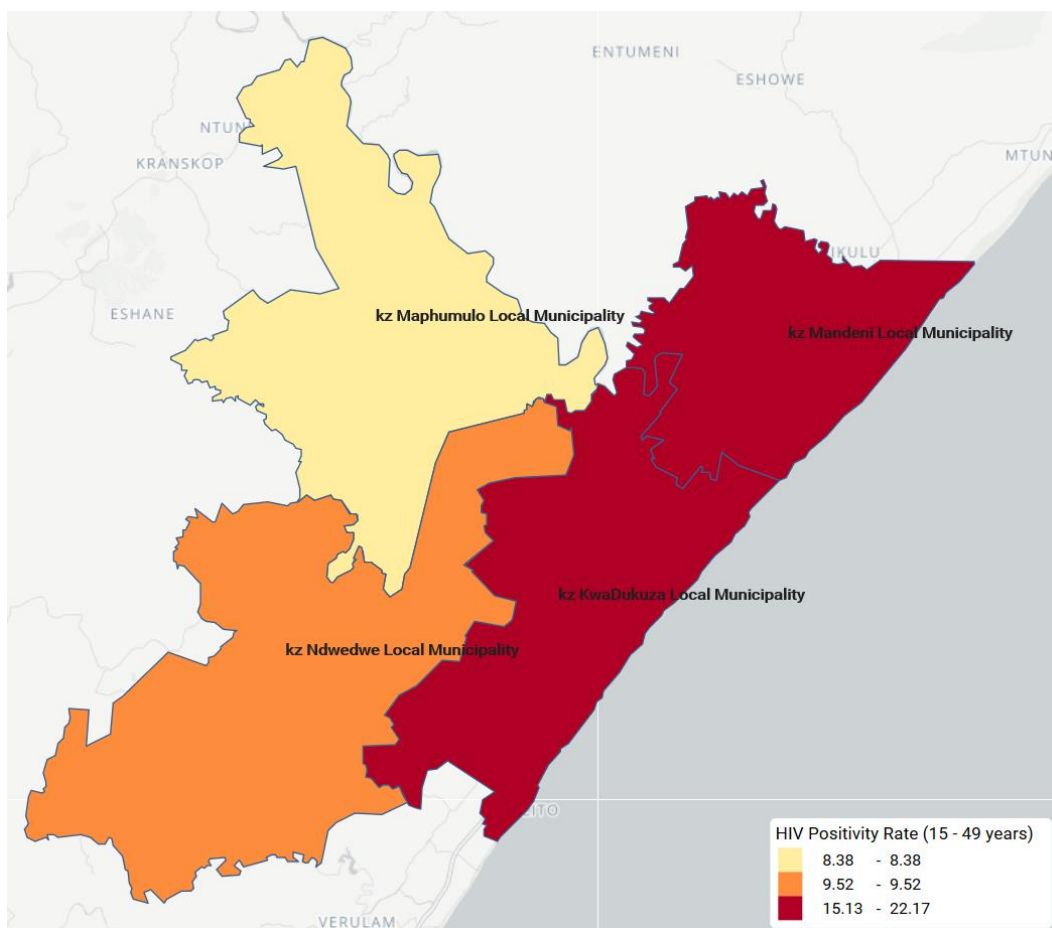 ENTUMENI
ESHOWE
NTUN
KRANSKOP
MTUN
IKULU
ESHANE
kz Maphumulo Local Municipality
kz Mandeni Local Municipality
kz KwaDukuza Local Municipality
kz Ndwedwe Local Municipality
LITO
VERULAM
HIV Positivity Rate (15 - 49 years)
8.38 - 8.38
9.52 - 9.52
15.13 - 22.17